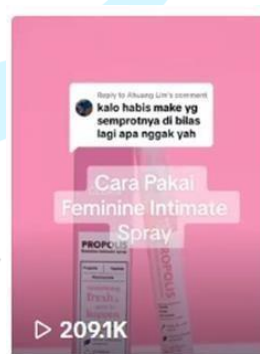 Reply to Ahuang Lim's comment
kalo habis make yg
semprotnya di bilas
lagi apa nggak yah
Cara Pakai
Feminine Intimate
Spray
PROPOLIS
fresh
209.1K